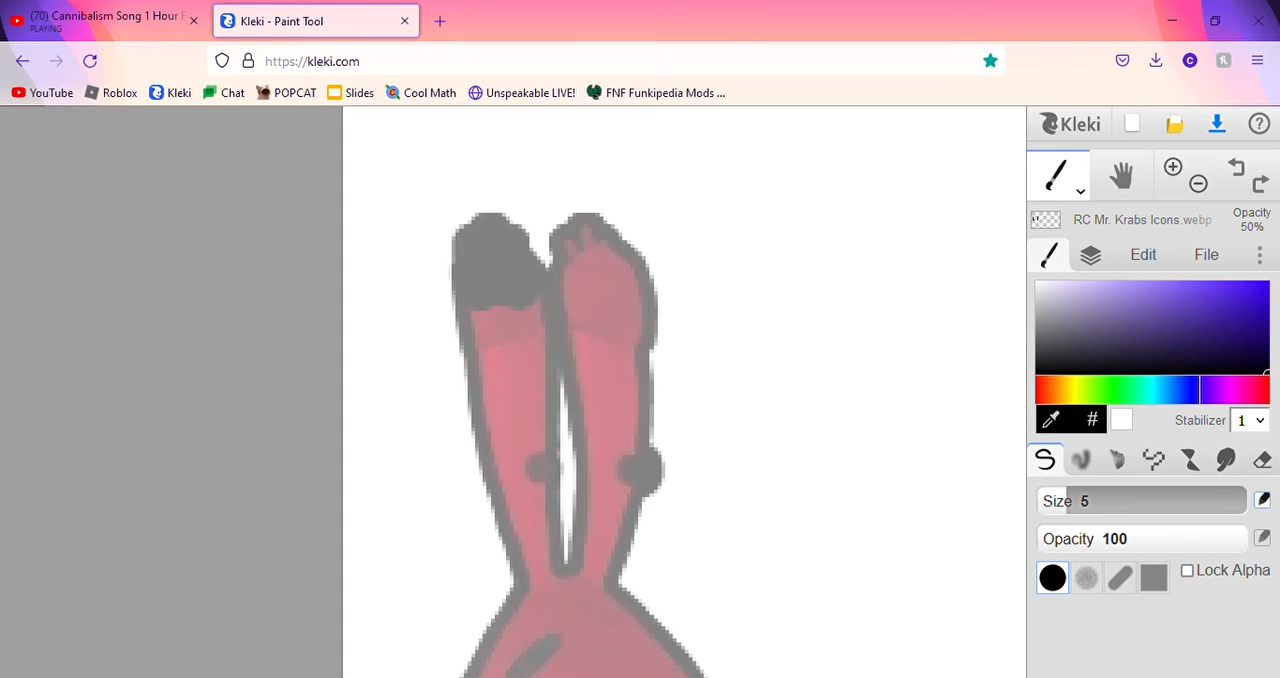 (70) Cannibalism Song 1 Hour F
PLAYING
Kleki - Paint Tool
https://kleki.com
YouTube Roblox Kleki Chat POPCAT Slides Cool Math Unspeakable LIVE! FNF Funkipedia Mods ...
Kleki
RC Mr. Krabs Icons.webp
Opacity
50%
Edit File
# Stabilizer 1
Size 5
Opacity 100
Lock Alpha